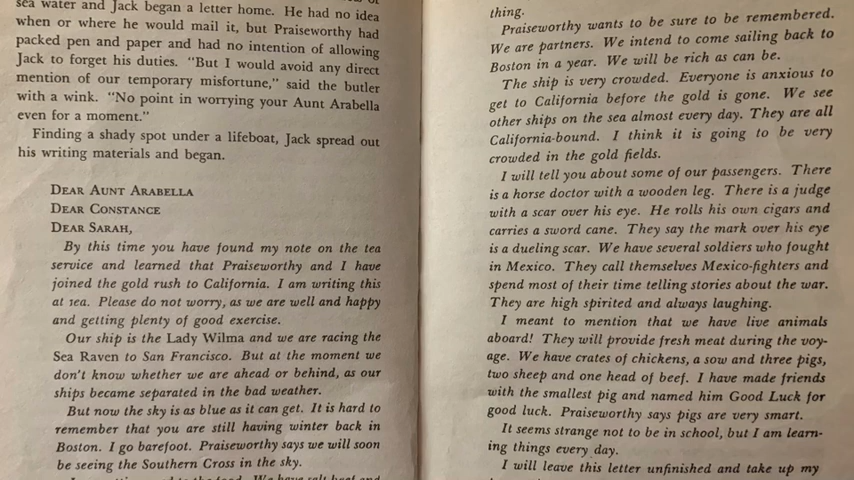 sea water and Jack began a letter home. He had no idea
when or where he would mail it, but Praiseworthy had
packed pen and paper and had no intention of allowing
Jack to forget his duties. "But I would avoid any direct
mention of our temporary misfortune," said the butler
with a wink. "No point in worrying your Aunt Arabella
even for a moment."
Finding a shady spot under a lifeboat, Jack spread out
his writing materials and began.
DEAR AUNT ARABELLA
DEAR CONSTANCE
DEAR SARAH,
By this time you have found my note on the tea
service and learned that Praiseworthy and I have
joined the gold rush to California. I am writing this
at sea. Please do not worry, as we are well and happy
and getting plenty of good exercise.
Our ship is the Lady Wilma and we are racing the
Sea Raven to San Francisco. But at the moment we
don't know whether we are ahead or behind, as our
ships became separated in the bad weather.
But now the sky is as blue as it can get. It is hard to
remember that you are still having winter back in
Boston. I go barefoot. Praiseworthy says we will soon
be seeing the Southern Cross in the sky.
thing.
Praiseworthy wants to be sure to be remembered.
We are partners. We intend to come sailing back to
Boston in a year. We will be rich as can be.
The ship is very crowded. Everyone is anxious to
get to California before the gold is gone. We see
other ships on the sea almost every day. They are all
California-bound. I think it is going to be very
crowded in the gold fields.
I will tell you about some of our passengers. There
is a horse doctor with a wooden leg. There is a judge
with a scar over his eye. He rolls his own cigars and
carries a sword cane. They say the mark over his eye
is a dueling scar. We have several soldiers who fought
in Mexico. They call themselves Mexico-fighters and
spend most of their time telling stories about the war.
They are high spirited and always laughing.
I meant to mention that we have live animals
aboard! They will provide fresh meat during the voy-
age. We have crates of chickens, a sow and three pigs,
two sheep and one head of beef. I have made friends
with the smallest pig and named him Good Luck for
good luck. Praiseworthy says pigs are very smart.
It seems strange not to be in school, but I am learn-
ing things every day.
I will leave this letter unfinished and take up my